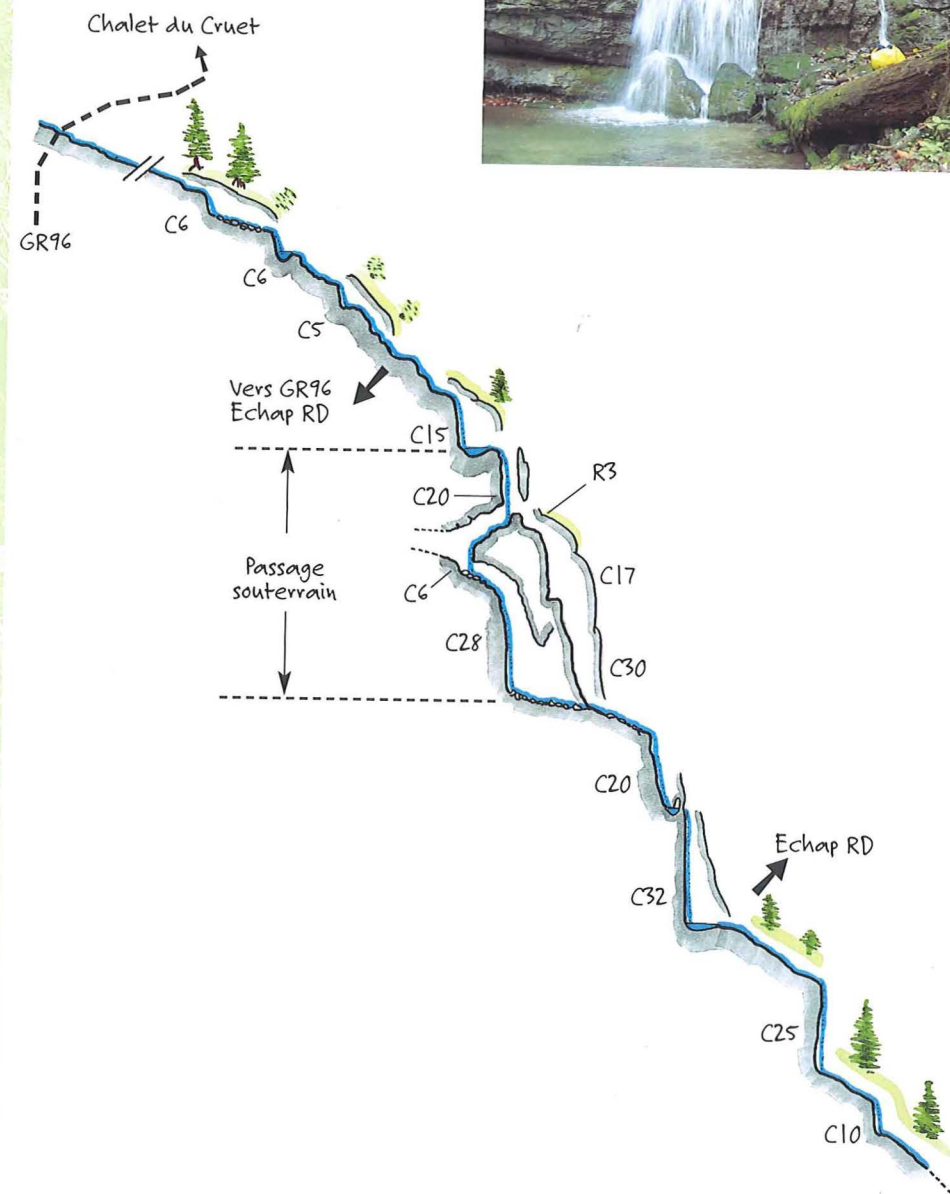 Chalet du Cruet
GR96
C6
C6
C5
Vers GR96
Echap RD
C15
C20
R3
Passage
souterrain
C6
C17
C28
C30
C20
Echap RD
C32
C25
C10